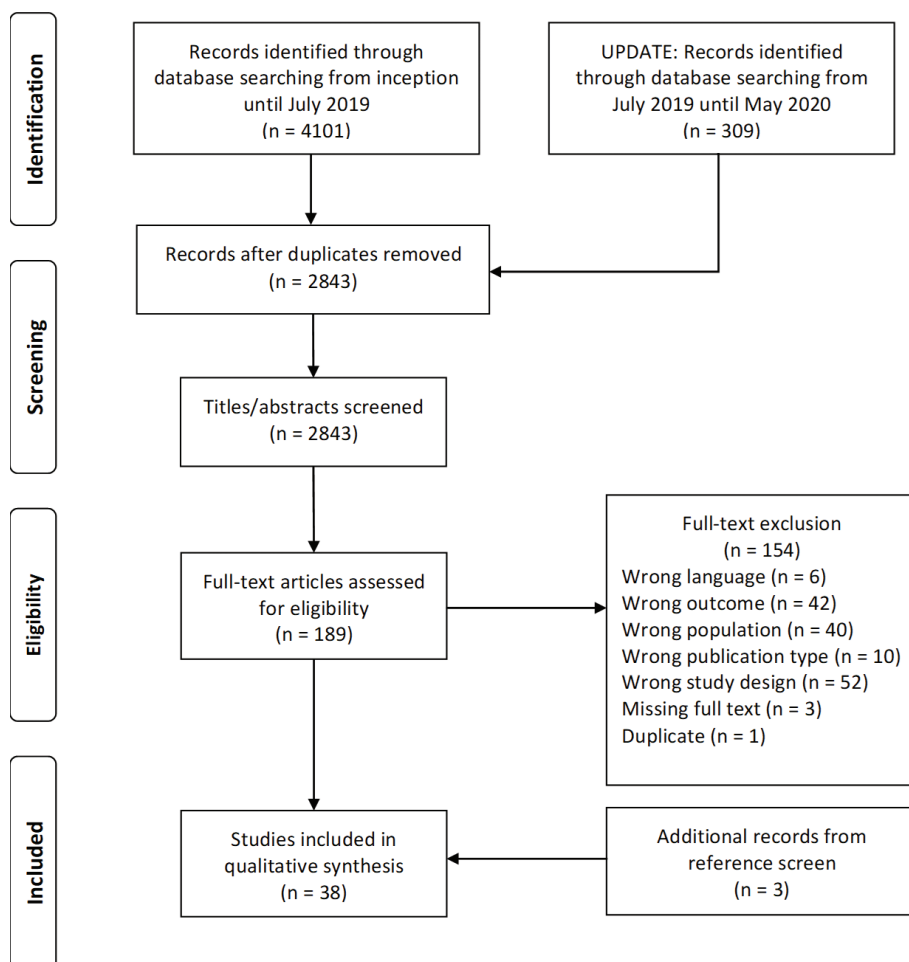 Identification
Records identified through
database searching from inception
until July 2019
(n = 4101)
UPDATE: Records identified
through database searching from
July 2019 until May 2020
(n = 309)
Screening
Records after duplicates removed
(n = 2843)
Titles/abstracts screened
(n = 2843)
Eligibility
Full-text articles assessed
for eligibility
(n = 189)
Full-text exclusion
(n = 154)
Wrong language (n = 6)
Wrong outcome (n = 42)
Wrong population (n = 40)
Wrong publication type (n = 10)
Wrong study design (n = 52)
Missing full text (n = 3)
Duplicate (n = 1)
Included
Studies included in
qualitative synthesis
(n = 38)
Additional records from
reference screen
(n = 3)